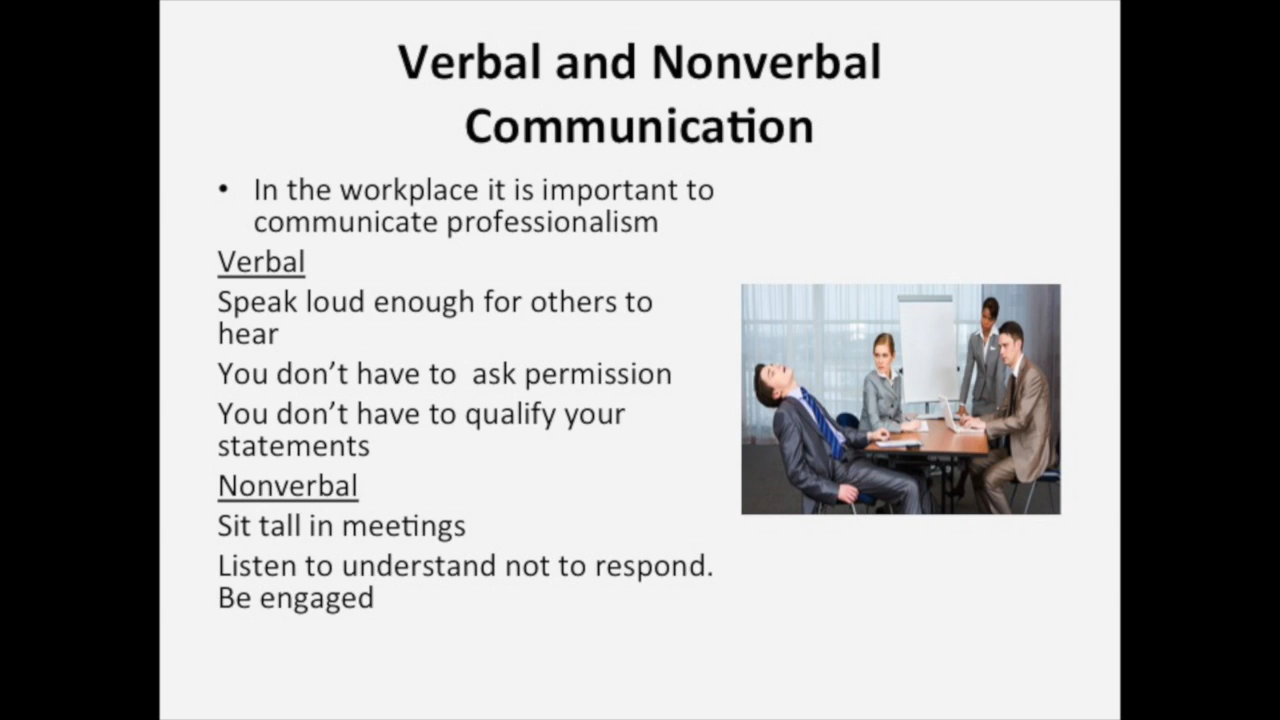 Verbal and Nonverbal
Communication
• In the workplace it is important to
communicate professionalism
Verbal
Speak loud enough for others to
hear
You don’t have to  ask permission
You don’t have to qualify your
statements
Nonverbal
Sit tall in meetings
Listen to understand not to respond.
Be engaged